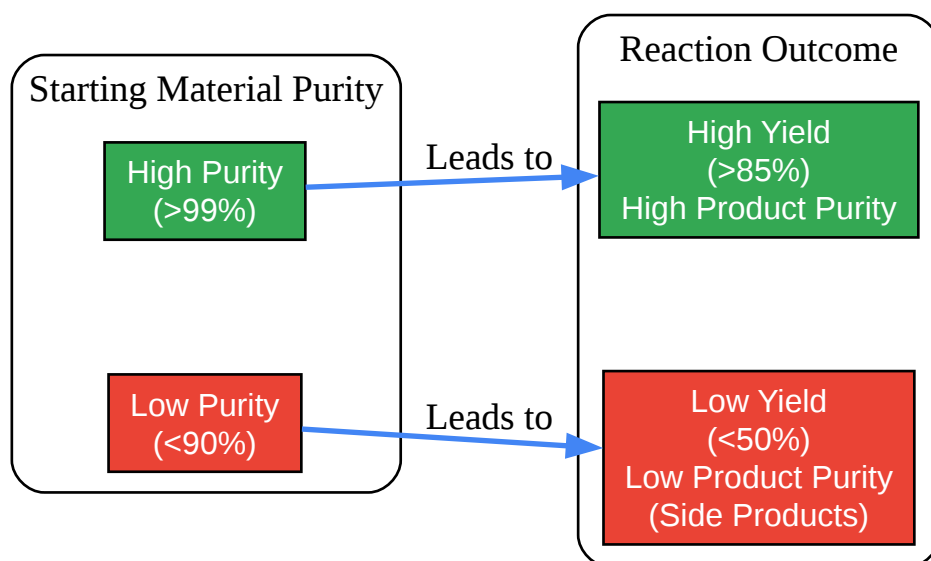 Starting Material Purity
High Purity
(>99%)
Low Purity
(<90%)
Leads to
Leads to
Reaction Outcome
High Yield
(>85%)
High Product Purity
Low Yield
(<50%)
Low Product Purity
(Side Products)